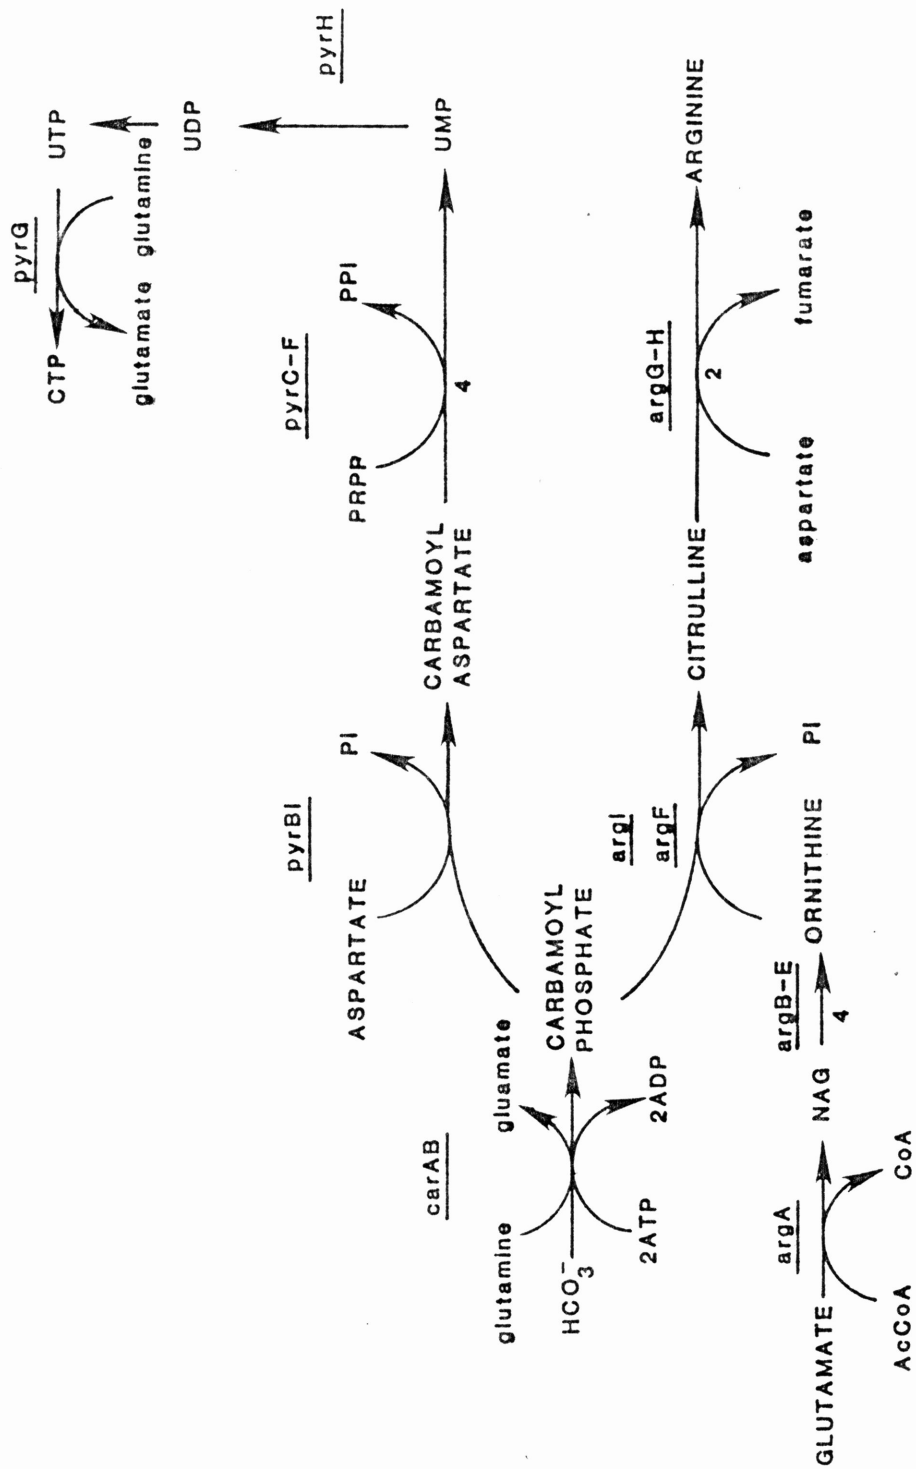 pyrG
CTP
UTP
glutamate
glutamine
UDP
pyrH
pyrC-F
PRPP
PPI
4
UMP
pyrBI
ASPARTATE
PI
CARBAMOYL
ASPARTATE
carAB
glutamine
gluamate
HCO3-
CARBAMOYL
PHOSPHATE
2ATP
2ADP
argI
argF
CITRULLINE
argG-H
2
ARGININE
aspartate
fumarate
argA
GLUTAMATE
NAG
argB-E
4
ORNITHINE
PI
AcCoA
CoA